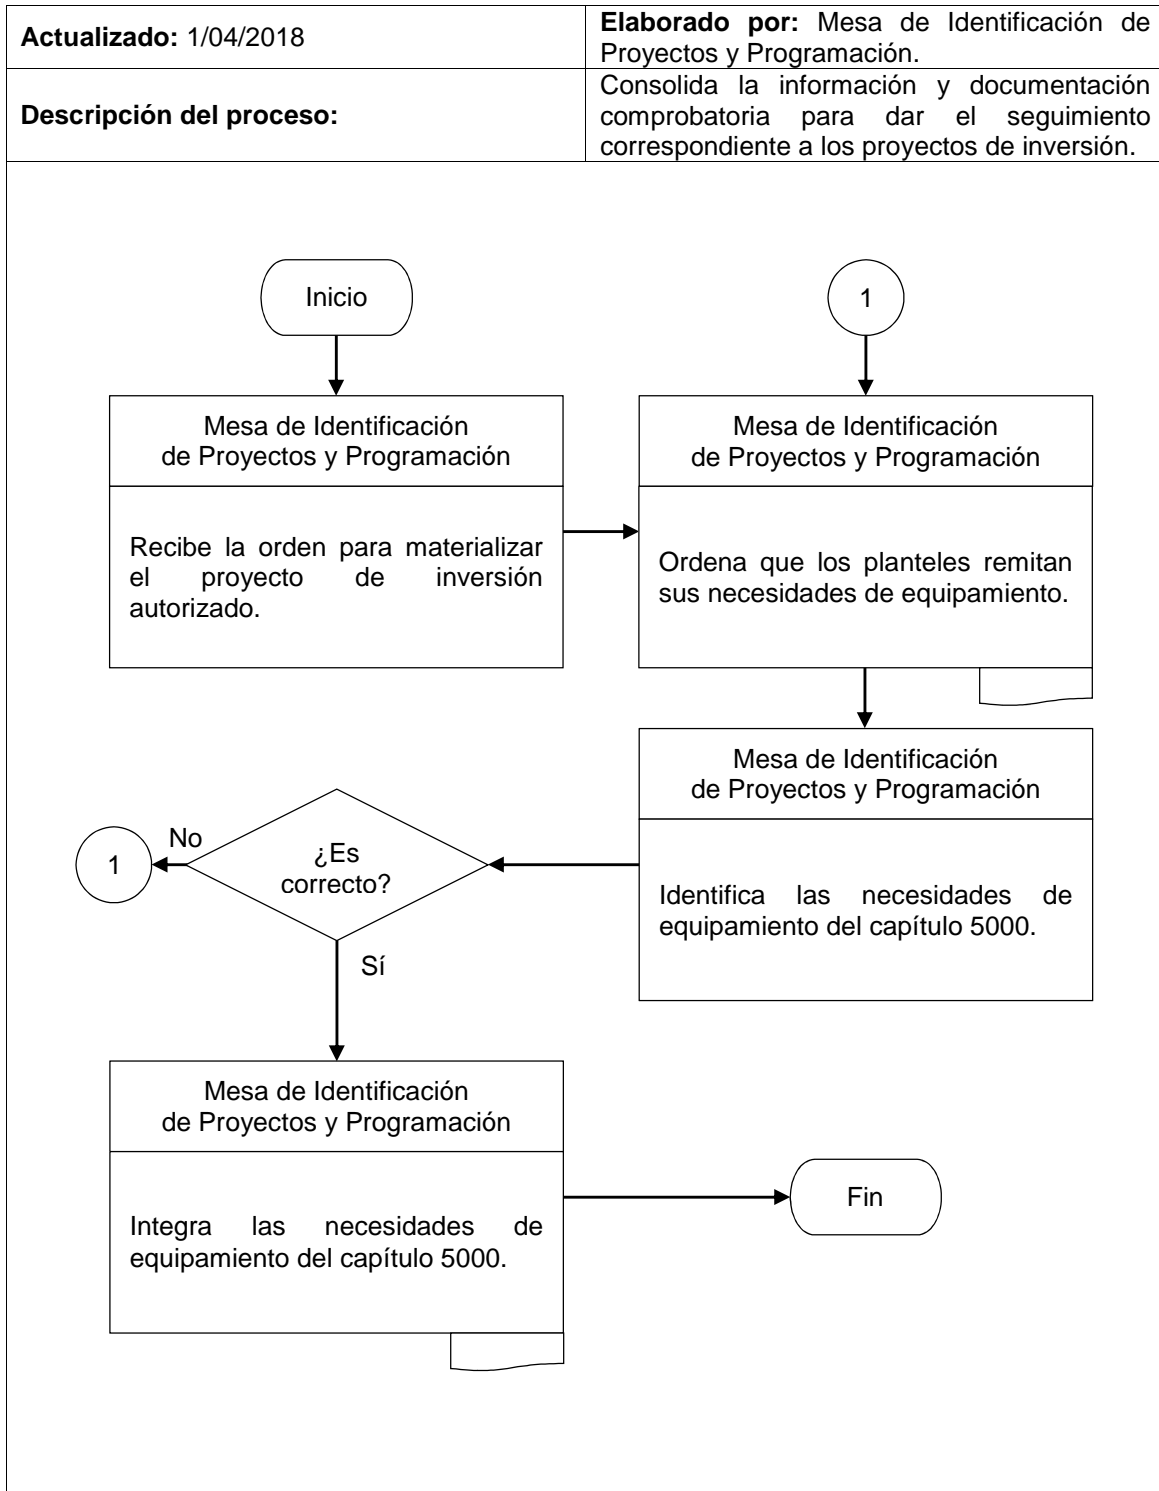 Actualizado: 1/04/2018
Elaborado por: Mesa de Identificación de
Proyectos y Programación.
Descripción del proceso:
Consolida la información y documentación
comprobatoria para dar el seguimiento
correspondiente a los proyectos de inversión.
Inicio
1
Mesa de Identificación
de Proyectos y Programación
Recibe la orden para materializar
el proyecto de inversión
autorizado.
Mesa de Identificación
de Proyectos y Programación
Ordena que los planteles remitan
sus necesidades de equipamiento.
Mesa de Identificación
de Proyectos y Programación
Identifica las necesidades de
equipamiento del capítulo 5000.
¿Es
correcto?
No
1
Sí
Mesa de Identificación
de Proyectos y Programación
Integra las necesidades de
equipamiento del capítulo 5000.
Fin